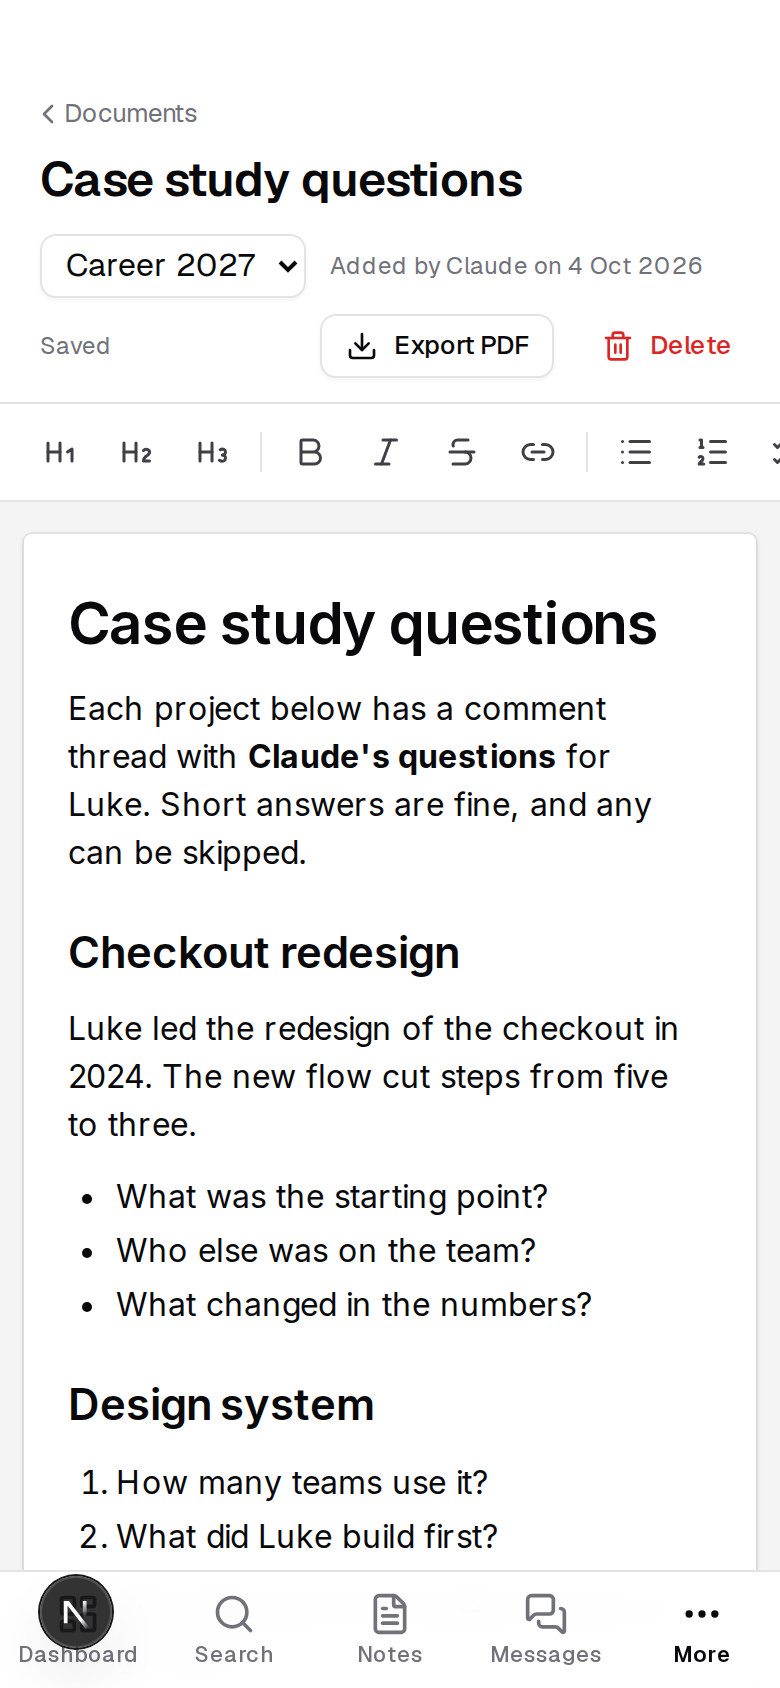 Documents
Case study questions
Career 2027
Added by Claude on 4 Oct 2026
Saved
Export PDF
Delete
H1 H2 H3 B I S
Case study questions
Each project below has a comment
thread with Claude's questions for
Luke. Short answers are fine, and any
can be skipped.
Checkout redesign
Luke led the redesign of the checkout in
2024. The new flow cut steps from five
to three.
• What was the starting point?
• Who else was on the team?
• What changed in the numbers?
Design system
1. How many teams use it?
2. What did Luke build first?
N
Dashboard
Search
Notes
Messages
More